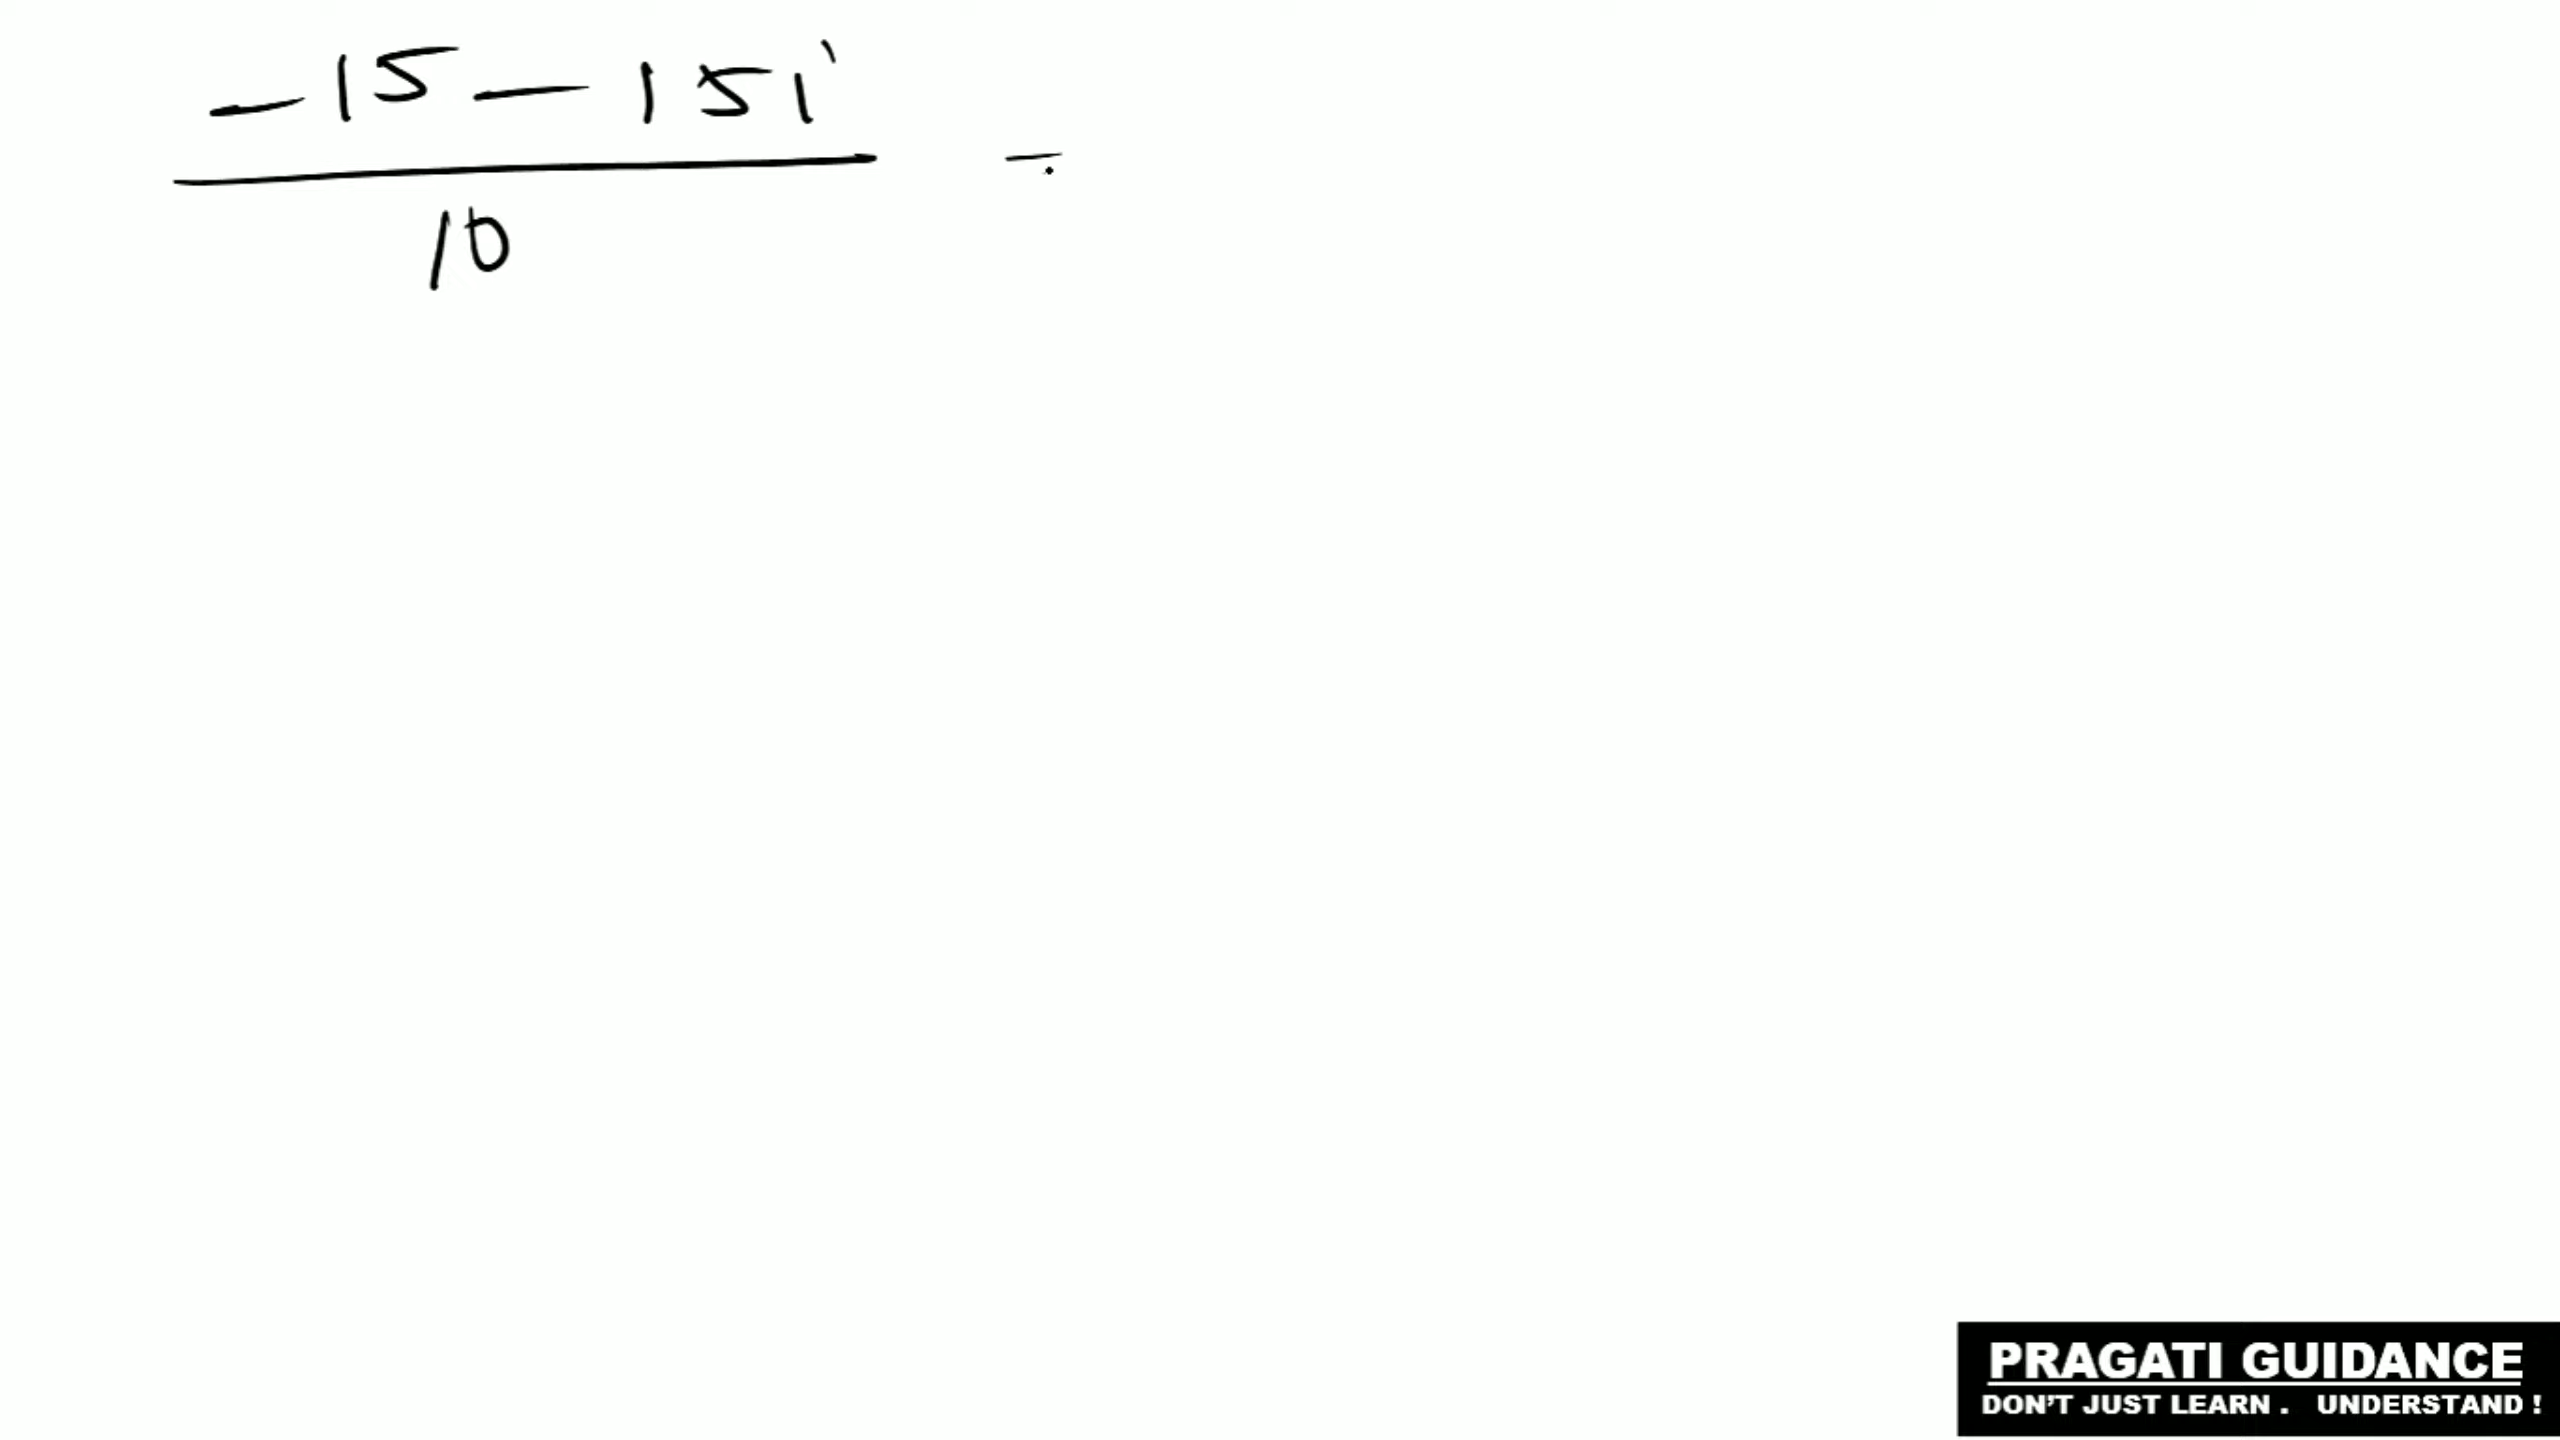 -15-15i
10
=
PRAGATI GUIDANCE
DON'T JUST LEARN . UNDERSTAND !